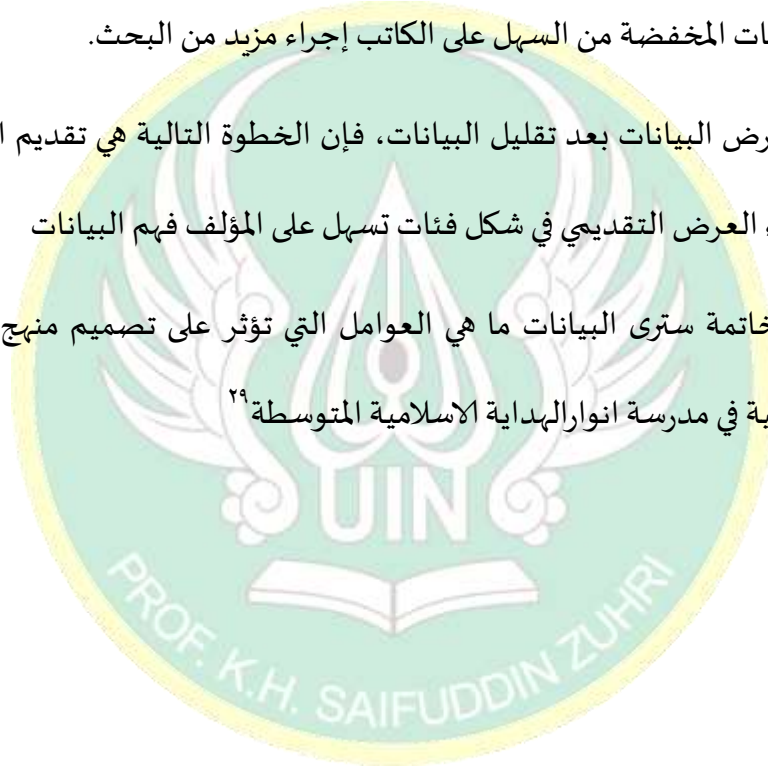 ات المخفضة من السهل على الكاتب إجراء مزيد من البحث.
رض البيانات بعد تقليل البيانات، فإن الخطوة التالية هي تقديم ا
العرض التقديمي في شكل فئات تسهل على المؤلف فهم البيانات
خاتمة سترى البيانات ما هي العوامل التي تؤثر على تصميم منهج
ية في مدرسة انوارالهداية الاسلامية المتوسطة٢٩
UIN
PROF. K.H. SAIFUDDIN ZUHRI